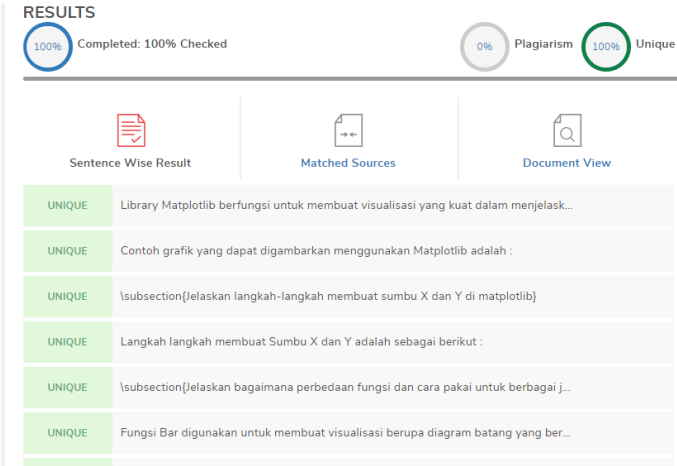 RESULTS
100% Completed: 100% Checked 0% Plagiarism 100% Unique
Sentence Wise Result Matched Sources Document View
UNIQUE Library Matplotlib berfungsi untuk membuat visualisasi yang kuat dalam menjelask...
UNIQUE Contoh grafik yang dapat digambarkan menggunakan Matplotlib adalah :
UNIQUE \subsection{Jelaskan langkah-langkah membuat sumbu X dan Y di matplotlib}
UNIQUE Langkah langkah membuat Sumbu X dan Y adalah sebagai berikut :
UNIQUE \subsection{Jelaskan bagaimana perbedaan fungsi dan cara pakai untuk berbagai j...
UNIQUE Fungsi Bar digunakan untuk membuat visualisasi berupa diagram batang yang ber...